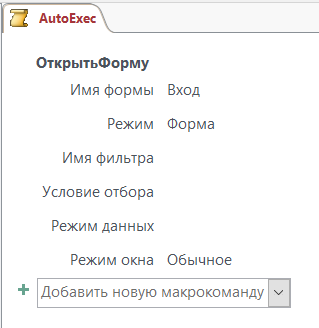 AutoExec
ОткрытьФорму
Имя формы Вход
Режим Форма
Имя фильтра
Условие отбора
Режим данных
Режим окна Обычное
Добавить новую макрокоманду